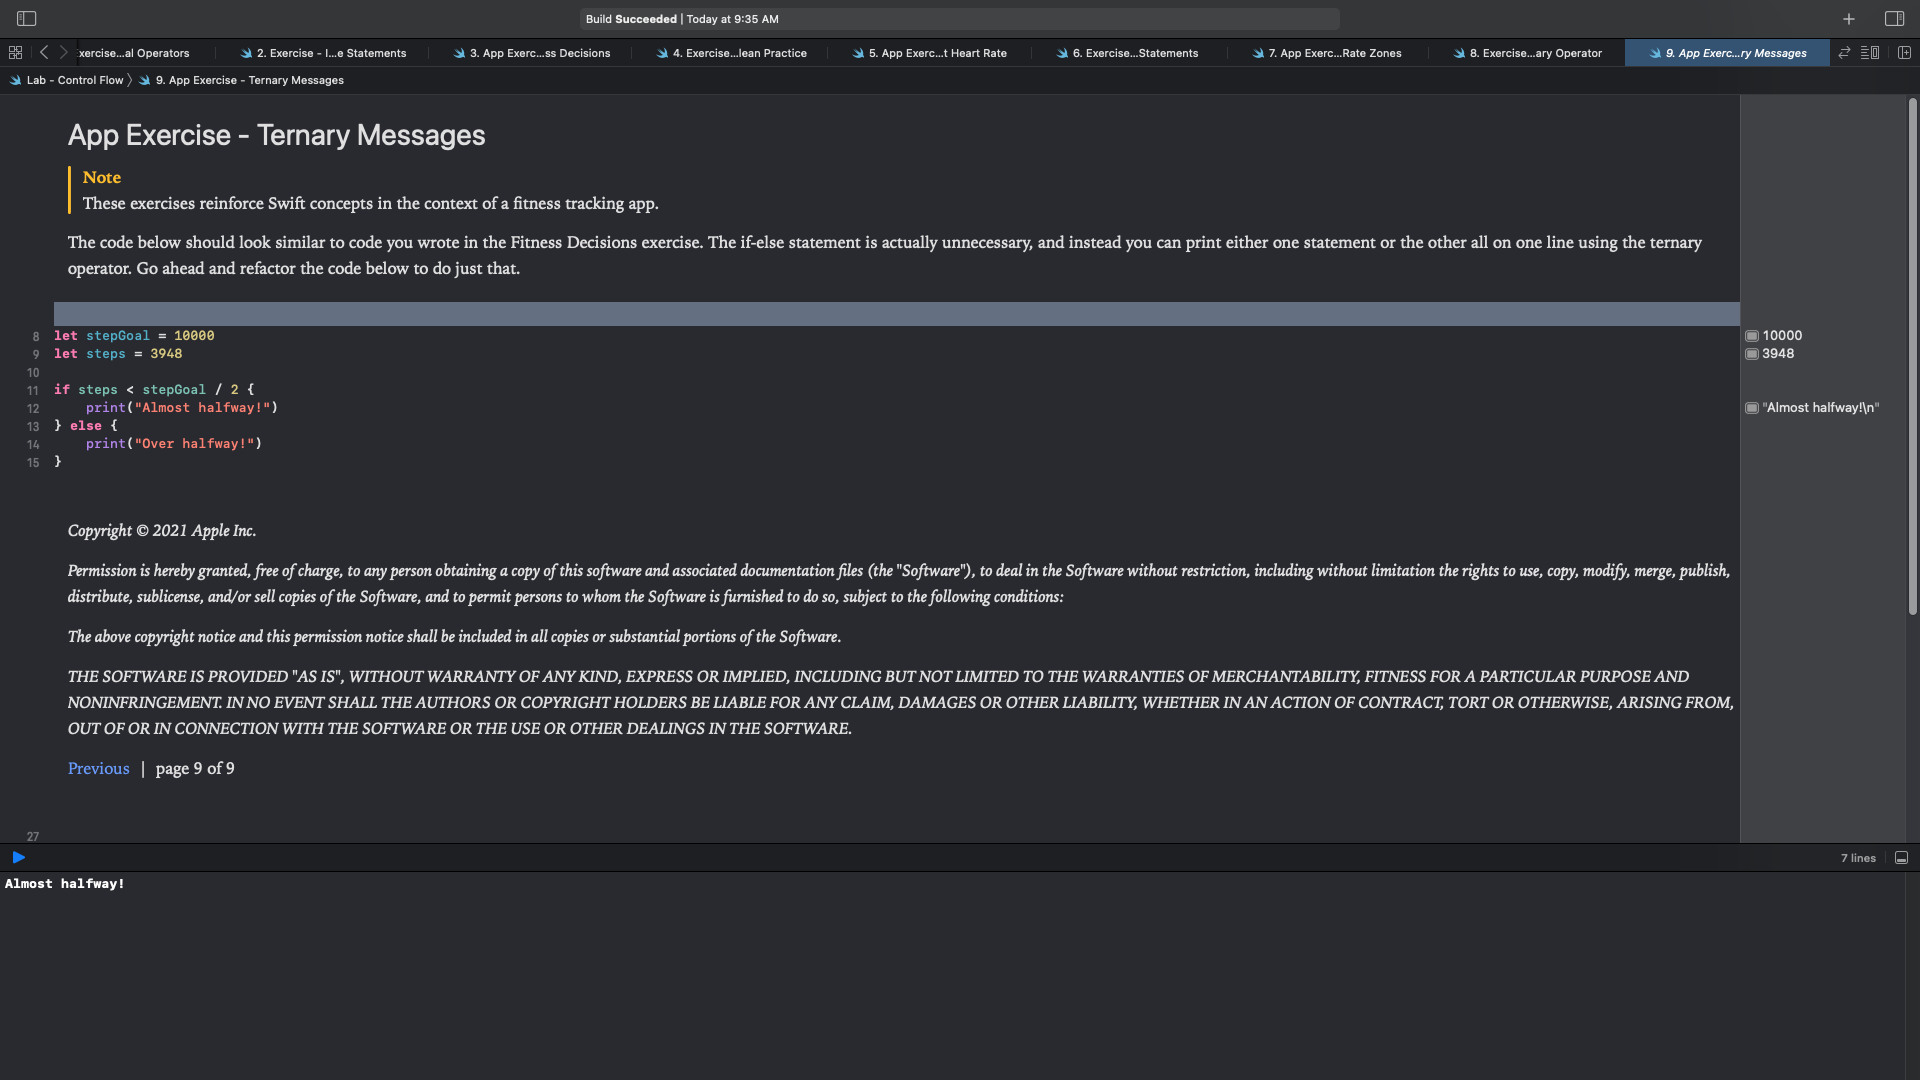 Build Succeeded | Today at 9:35 AM
xercise...al Operators
2. Exercise - I...e Statements
3. App Exerc...ss Decisions
4. Exercise...lean Practice
5. App Exerc...t Heart Rate
6. Exercise...Statements
7. App Exerc...Rate Zones
8. Exercise...ary Operator
9. App Exerc...ry Messages
Lab - Control Flow 〉 9. App Exercise - Ternary Messages
App Exercise - Ternary Messages
Note
These exercises reinforce Swift concepts in the context of a fitness tracking app.
The code below should look similar to code you wrote in the Fitness Decisions exercise. The if-else statement is actually unnecessary, and instead you can print either one statement or the other all on one line using the ternary
operator. Go ahead and refactor the code below to do just that.
8 let stepGoal = 10000 10000
9 let steps = 3948 3948
10
11 if steps < stepGoal / 2 {
12 print("Almost halfway!") "Almost halfway!\n"
13 } else {
14 print("Over halfway!")
15 }
Copyright © 2021 Apple Inc.
Permission is hereby granted, free of charge, to any person obtaining a copy of this software and associated documentation files (the "Software"), to deal in the Software without restriction, including without limitation the rights to use, copy, modify, merge, publish,
distribute, sublicense, and/or sell copies of the Software, and to permit persons to whom the Software is furnished to do so, subject to the following conditions:
The above copyright notice and this permission notice shall be included in all copies or substantial portions of the Software.
THE SOFTWARE IS PROVIDED "AS IS", WITHOUT WARRANTY OF ANY KIND, EXPRESS OR IMPLIED, INCLUDING BUT NOT LIMITED TO THE WARRANTIES OF MERCHANTABILITY, FITNESS FOR A PARTICULAR PURPOSE AND
NONINFRINGEMENT. IN NO EVENT SHALL THE AUTHORS OR COPYRIGHT HOLDERS BE LIABLE FOR ANY CLAIM, DAMAGES OR OTHER LIABILITY, WHETHER IN AN ACTION OF CONTRACT, TORT OR OTHERWISE, ARISING FROM,
OUT OF OR IN CONNECTION WITH THE SOFTWARE OR THE USE OR OTHER DEALINGS IN THE SOFTWARE.
Previous | page 9 of 9
27
7 lines
Almost halfway!